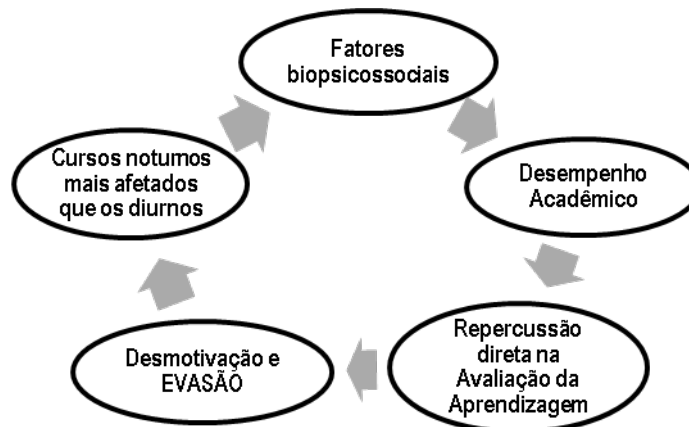 Fatores
biopsicossociais
Desempenho
Acadêmico
Repercussão
direta na
Avaliação da
Aprendizagem
Desmotivação e
EVASÃO
Cursos noturnos
mais afetados
que os diurnos